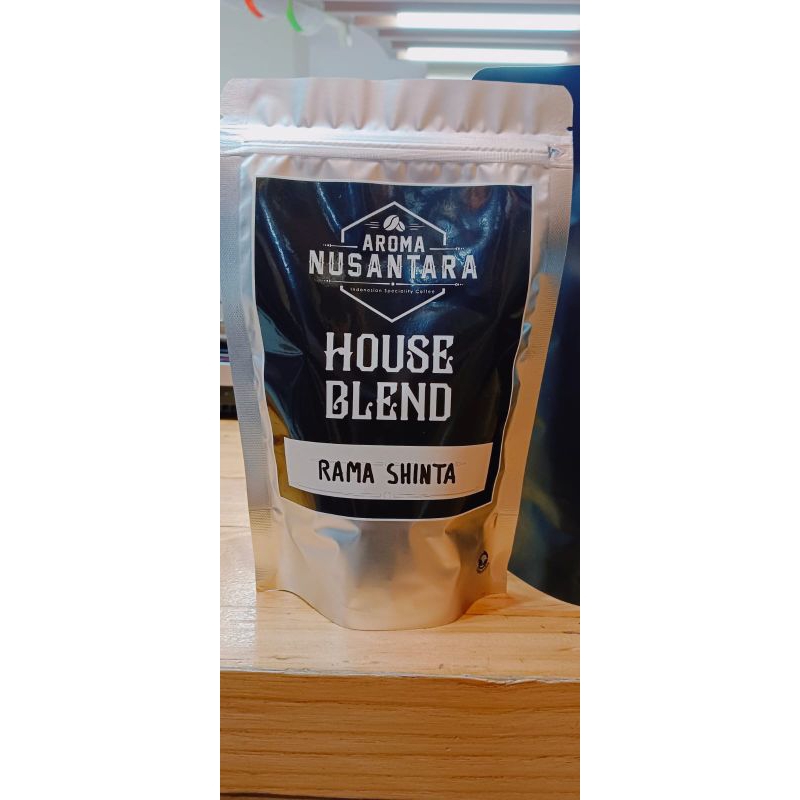 AROMA
NUSANTARA
Indonesian Speciality Coffee
HOUSE
BLEND
RAMA SHINTA